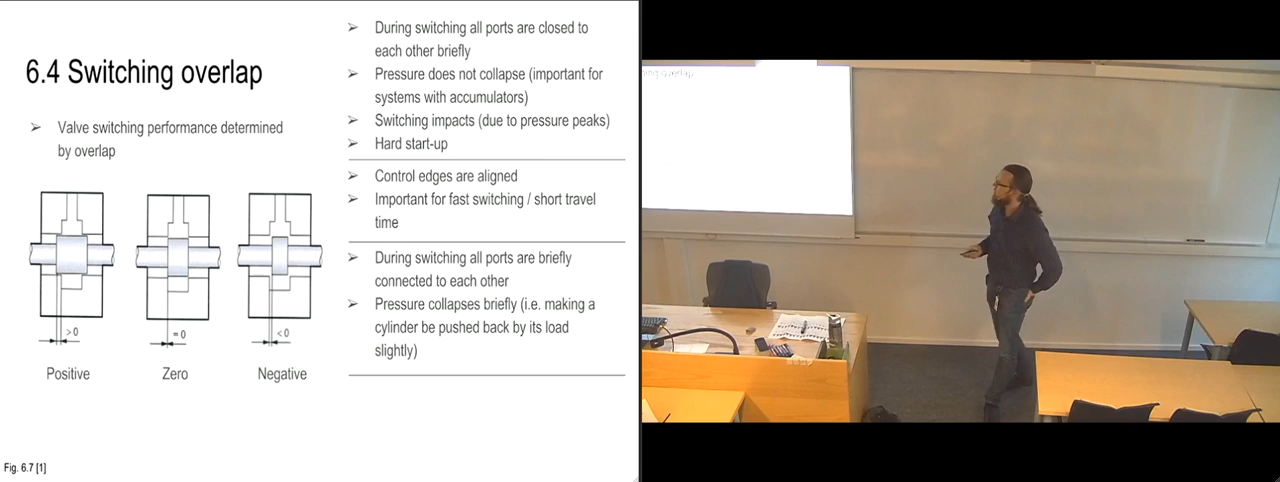 6.4 Switching overlap
➢ Valve switching performance determined
by overlap
> 0
= 0
< 0
Positive
Zero
Negative
Fig. 6.7 [1]
➢ During switching all ports are closed to
each other briefly
➢ Pressure does not collapse (important for
systems with accumulators)
➢ Switching impacts (due to pressure peaks)
➢ Hard start-up
➢ Control edges are aligned
➢ Important for fast switching / short travel
time
➢ During switching all ports are briefly
connected to each other
➢ Pressure collapses briefly (i.e. making a
cylinder be pushed back by its load
slightly)
overlap